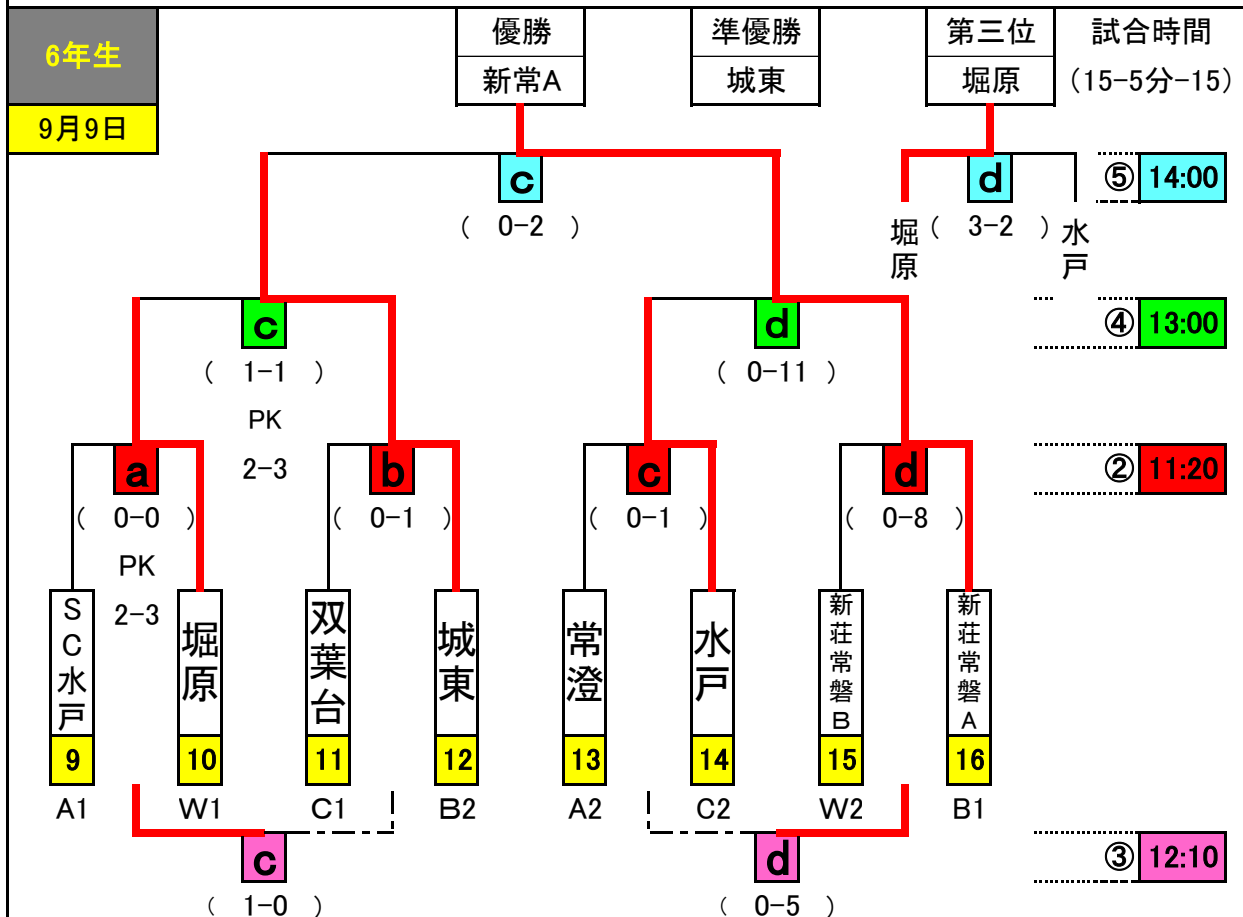 6年生
9月9日
優勝
新常A
準優勝
城東
第三位
堀原
試合時間
(15-5分-15)
c
( 0-2 )
堀原
d
( 3-2 )
水戸
⑤ 14:00
c
( 1-1 )
PK
2-3
d
( 0-11 )
④ 13:00
a
( 0-0 )
PK
2-3
b
( 0-1 )
c
( 0-1 )
d
( 0-8 )
② 11:20
SC水戸
堀原
双葉台
城東
常澄
水戸
新荘常磐B
新荘常磐A
9 10 11 12 13 14 15 16
A1 W1 C1 B2 A2 C2 W2 B1
c
( 1-0 )
d
( 0-5 )
③ 12:10